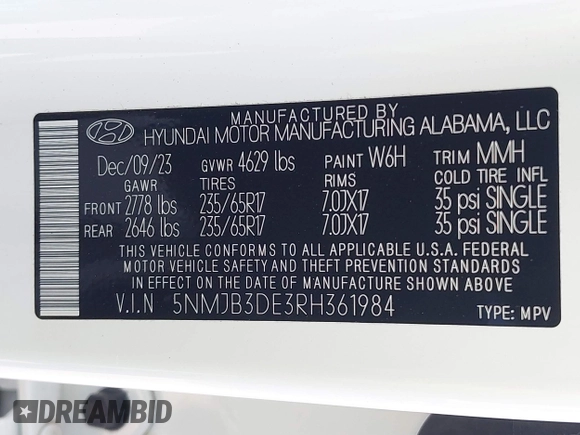 MANUFACTURED BY
HYUNDAI MOTOR MANUFACTURING ALABAMA, LLC
Dec/09/23 GVWR 4629 lbs PAINT W6H TRIM MMH
GAWR TIRES RIMS COLD TIRE INFL
FRONT 2778 lbs 235/65R17 7.0JX17 35 psi SINGLE
REAR 2646 lbs 235/65R17 7.0JX17 35 psi SINGLE
THIS VEHICLE CONFORMS TO ALL APPLICABLE U.S.A. FEDERAL
MOTOR VEHICLE SAFETY AND THEFT PREVENTION STANDARDS
IN EFFECT ON THE DATE OF MANUFACTURE SHOWN ABOVE
V.I.N 5NMJB3DE3RH361984 TYPE: MPV
DREAMBID